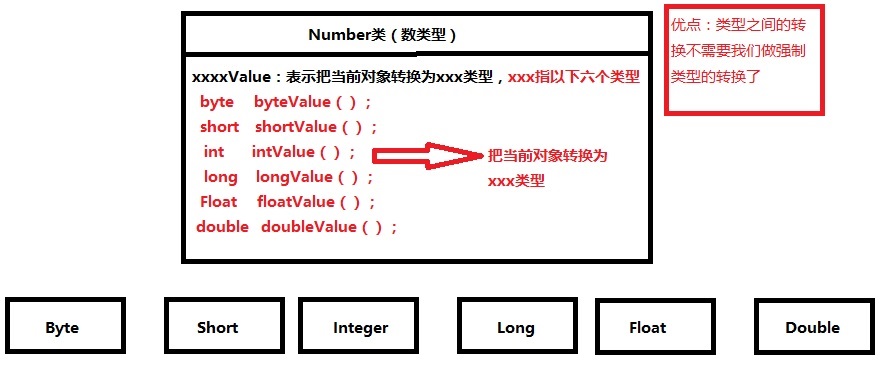 Number类（数类型）
优点：类型之间的转
换不需要我们做强制
类型的转换了
xxxxValue：表示把当前对象转换为xxx类型，xxx指以下六个类型
byte byteValue（）；
short shortValue（）；
int intValue（）；
把当前对象转换为
xxx类型
long longValue（）；
Float floatValue（）；
double doubleValue（）；
Byte
Short
Integer
Long
Float
Double